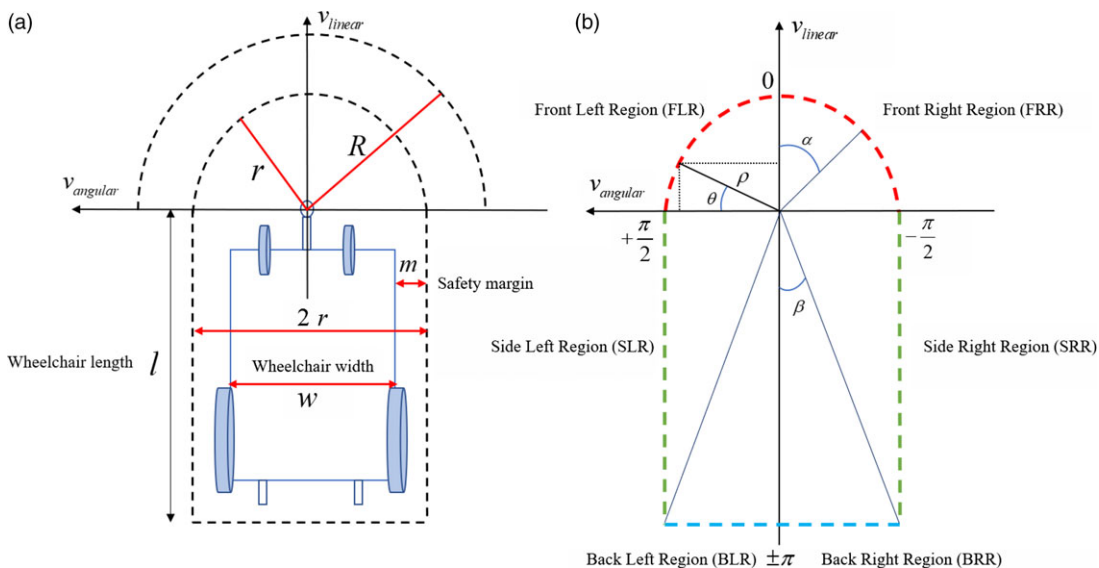 (a)
v_linear
R
r
v_angular
m
Safety margin
2 r
Wheelchair length
l
Wheelchair width
w
(b)
v_linear
0
Front Left Region (FLR)
Front Right Region (FRR)
α
ρ
v_angular
θ
+π/2
−π/2
β
Side Left Region (SLR)
Side Right Region (SRR)
Back Left Region (BLR)
±π
Back Right Region (BRR)